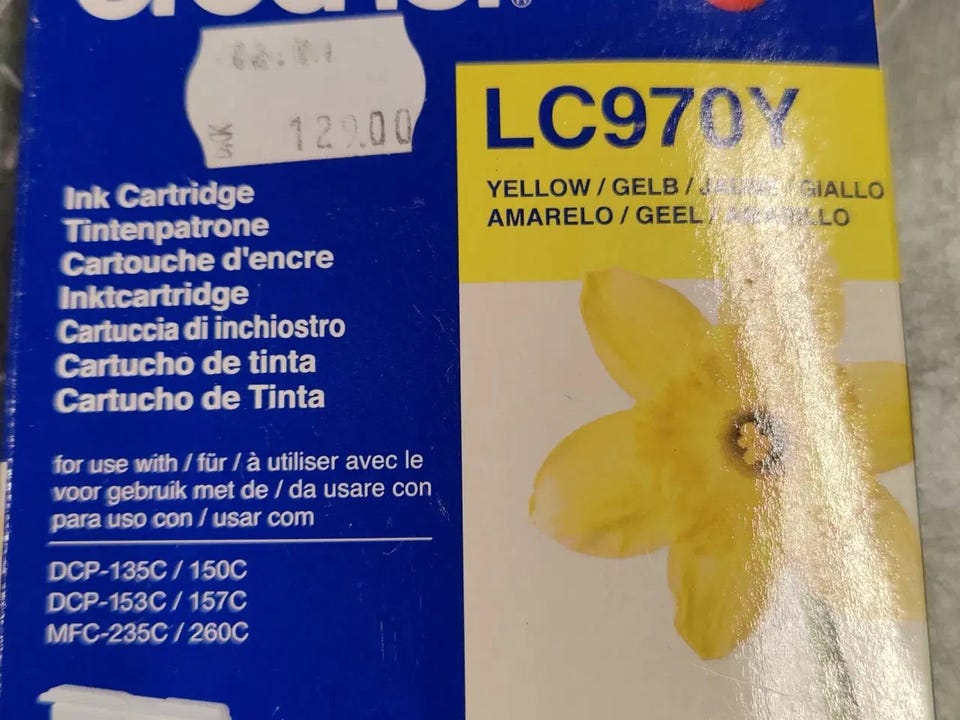 129.00
LC970Y
YELLOW / GELB / JAUNE / GIALLO
AMARELO / GEEL / AMARILLO
Ink Cartridge
Tintenpatrone
Cartouche d'encre
Inktcartridge
Cartuccia di inchiostro
Cartucho de tinta
Cartucho de Tinta
for use with / für / à utiliser avec le
voor gebruik met de / da usare con
para uso con / usar com
DCP-135C / 150C
DCP-153C / 157C
MFC-235C / 260C